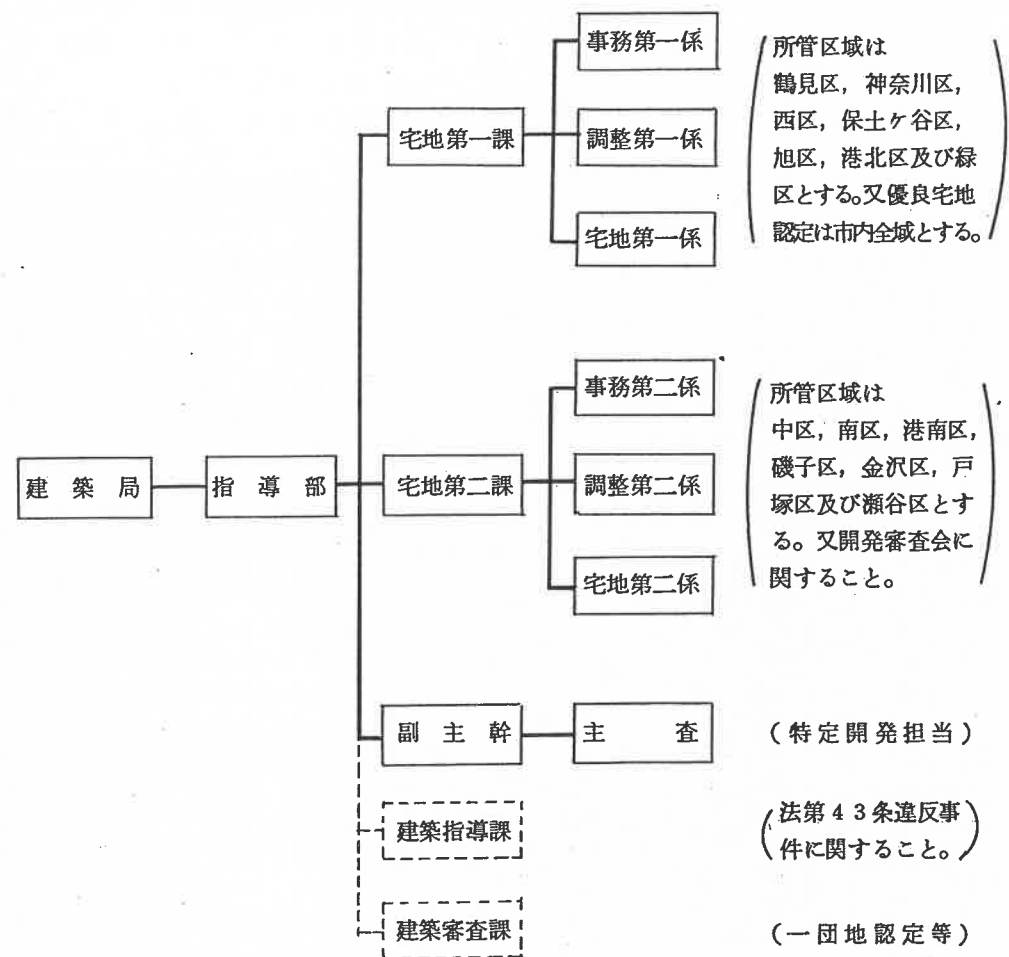 事務第一係
宅地第一課
調整第一係
宅地第一係
所管区域は
鶴見区，神奈川区，
西区，保土ケ谷区，
旭区，港北区及び緑
区とする。又優良宅地
認定は市内全域とする。
建築局
指導部
事務第二係
宅地第二課
調整第二係
宅地第二係
所管区域は
中区，南区，港南区，
磯子区，金沢区，戸
塚区及び瀬谷区とす
る。又開発審査会に
関すること。
副主幹
主査
（特定開発担当）
建築指導課
（法第43条違反事
件に関すること。）
建築審査課
（一団地認定等）